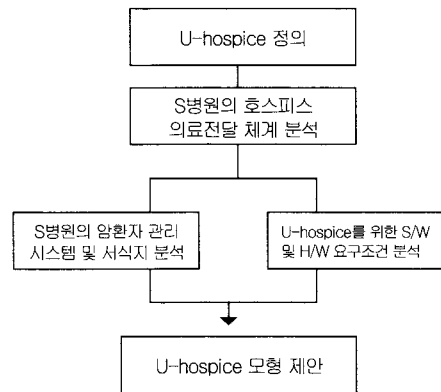 U-hospice 정의
S병원의 호스피스
의료전달 체계 분석
S병원의 암환자 관리
시스템 및 서식지 분석
U-hospice를 위한 S/W
및 H/W 요구조건 분석
U-hospice 모형 제안